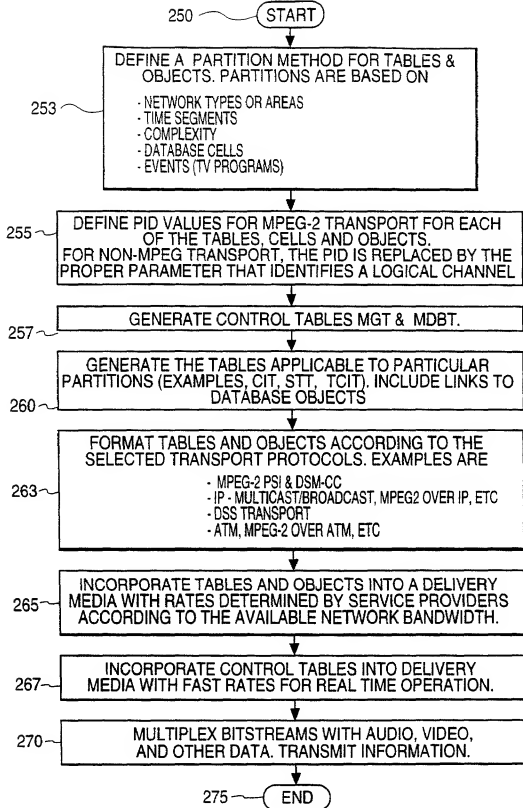 250
START
DEFINE A PARTITION METHOD FOR TABLES &
OBJECTS. PARTITIONS ARE BASED ON
253
- NETWORK TYPES OR AREAS
- TIME SEGMENTS
- COMPLEXITY
- DATABASE CELLS
- EVENTS (TV PROGRAMS)
255
DEFINE PID VALUES FOR MPEG-2 TRANSPORT FOR EACH
OF THE TABLES, CELLS AND OBJECTS.
FOR NON-MPEG TRANSPORT, THE PID IS REPLACED BY THE
PROPER PARAMETER THAT IDENTIFIES A LOGICAL CHANNEL
257
GENERATE CONTROL TABLES MGT & MDBT.
260
GENERATE THE TABLES APPLICABLE TO PARTICULAR
PARTITIONS (EXAMPLES, CIT, STT, TCIT). INCLUDE LINKS TO
DATABASE OBJECTS
263
FORMAT TABLES AND OBJECTS ACCORDING TO THE
SELECTED TRANSPORT PROTOCOLS. EXAMPLES ARE
- MPEG-2 PSI & DSM-CC
- IP - MULTICAST/BROADCAST, MPEG2 OVER IP, ETC
- DSS TRANSPORT
- ATM, MPEG-2 OVER ATM, ETC
265
INCORPORATE TABLES AND OBJECTS INTO A DELIVERY
MEDIA WITH RATES DETERMINED BY SERVICE PROVIDERS
ACCORDING TO THE AVAILABLE NETWORK BANDWIDTH.
267
INCORPORATE CONTROL TABLES INTO DELIVERY
MEDIA WITH FAST RATES FOR REAL TIME OPERATION.
270
MULTIPLEX BITSTREAMS WITH AUDIO, VIDEO,
AND OTHER DATA. TRANSMIT INFORMATION.
275
END